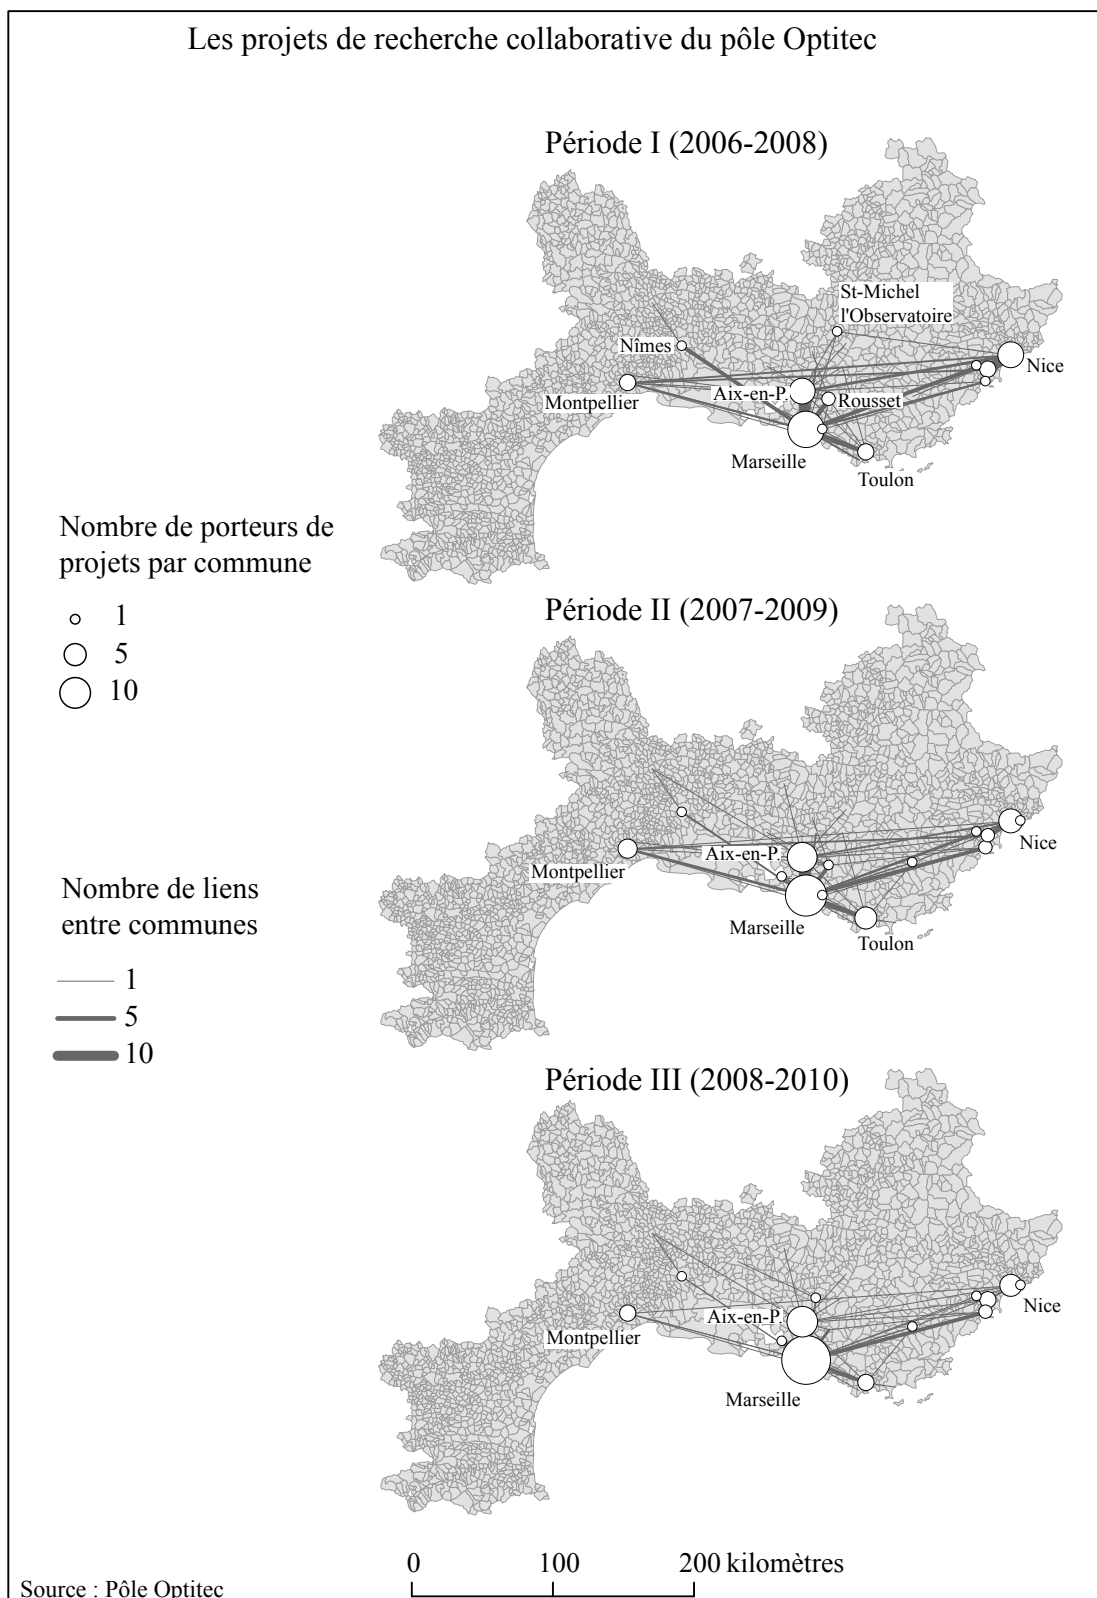 Les projets de recherche collaborative du pôle Optitec
Période I (2006-2008)
St-Michel
l'Observatoire
Nîmes
Nice
Aix-en-P.
Rousset
Montpellier
Marseille
Toulon
Nombre de porteurs de
projets par commune
1
5
10
Période II (2007-2009)
Nice
Aix-en-P.
Montpellier
Marseille
Toulon
Nombre de liens
entre communes
1
5
10
Période III (2008-2010)
Nice
Aix-en-P.
Montpellier
Marseille
0 100 200 kilomètres
Source : Pôle Optitec